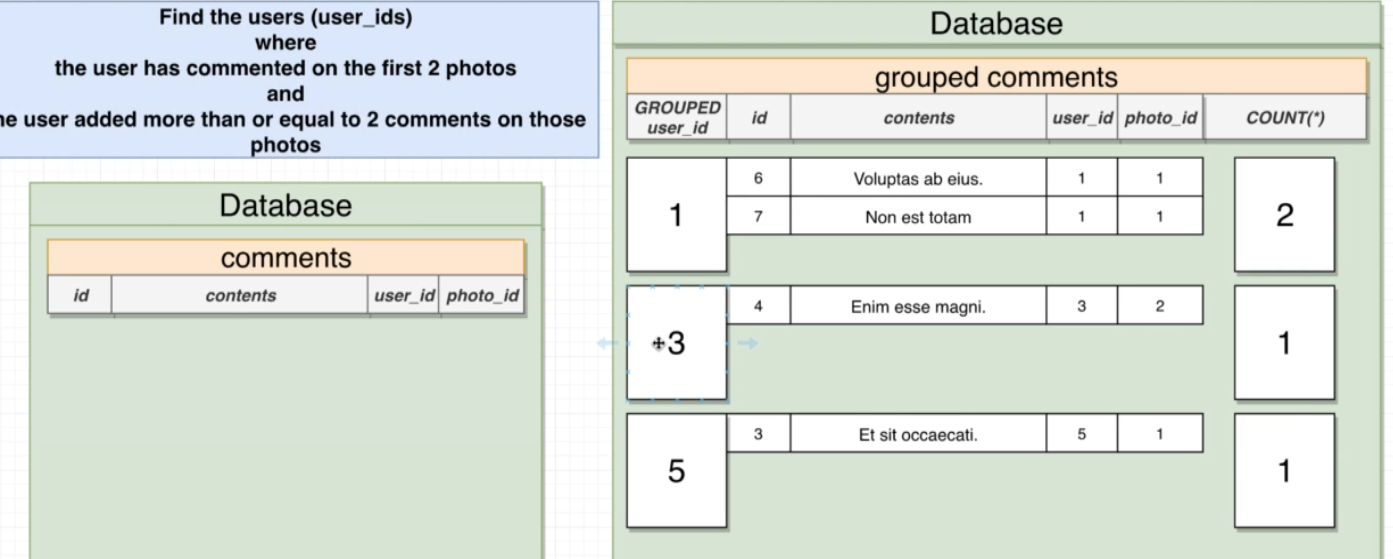 Find the users (user_ids)
where
the user has commented on the first 2 photos
and
user added more than or equal to 2 comments on those
photos
Database
comments
id contents user_id photo_id
Database
grouped comments
GROUPED user_id id contents user_id photo_id COUNT(*)
1 6 Voluptas ab eius. 1 1 2
7 Non est totam 1 1
3 4 Enim esse magni. 3 2 1
5 3 Et sit occaecati. 5 1 1